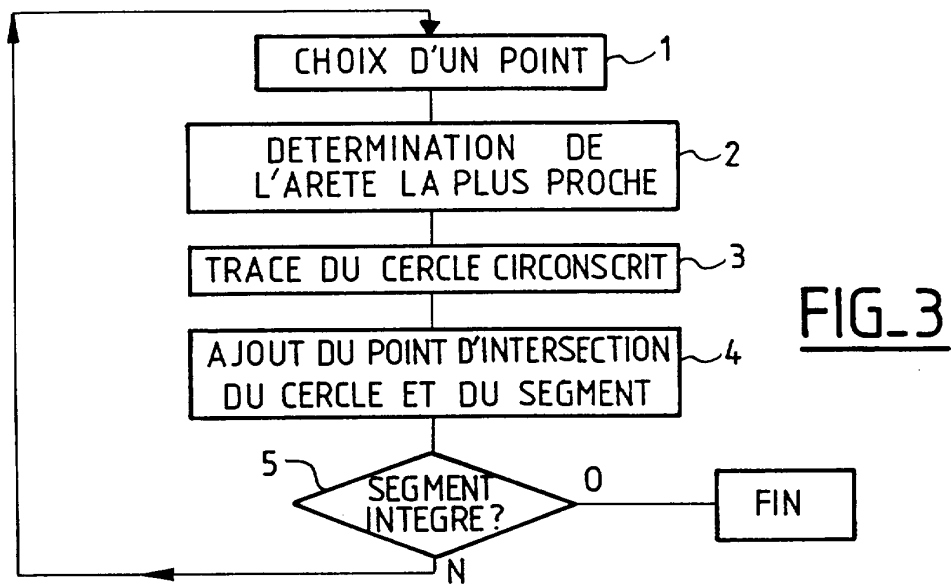 CHOIX D'UN POINT
1
DETERMINATION DE
L'ARETE LA PLUS PROCHE
2
TRACE DU CERCLE CIRCONSCRIT
3
AJOUT DU POINT D'INTERSECTION
DU CERCLE ET DU SEGMENT
4
FIG_3
5
SEGMENT
INTEGRE?
O
FIN
N